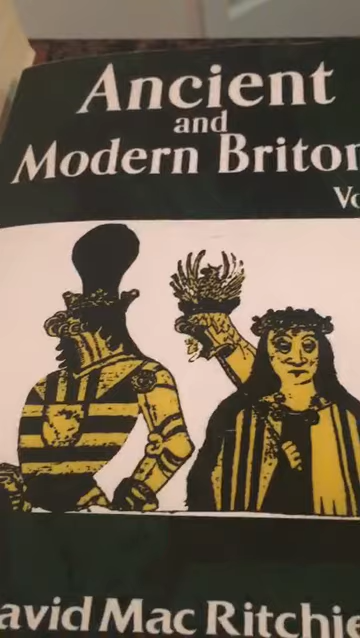 Ancient
and
Modern Briton
Vo
avid Mac Ritchie